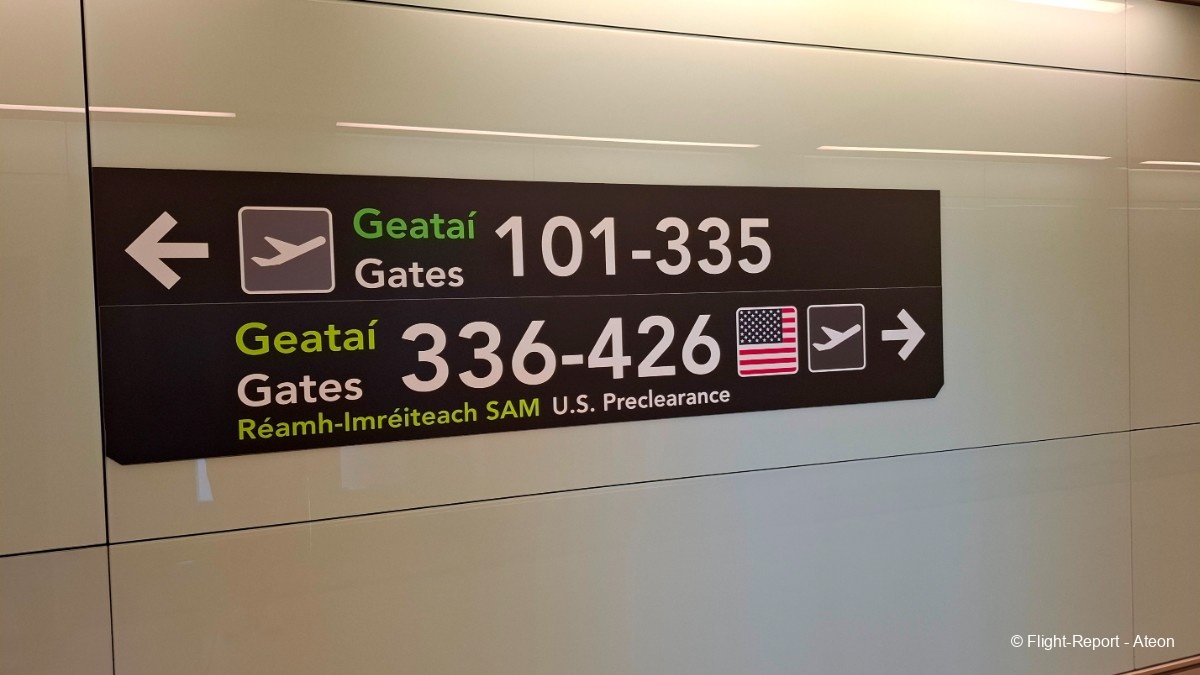 Geataí
Gates 101-335
Geataí
Gates 336-426
Réamh-Imréiteach SAM U.S. Preclearance
© Flight-Report - Ateon